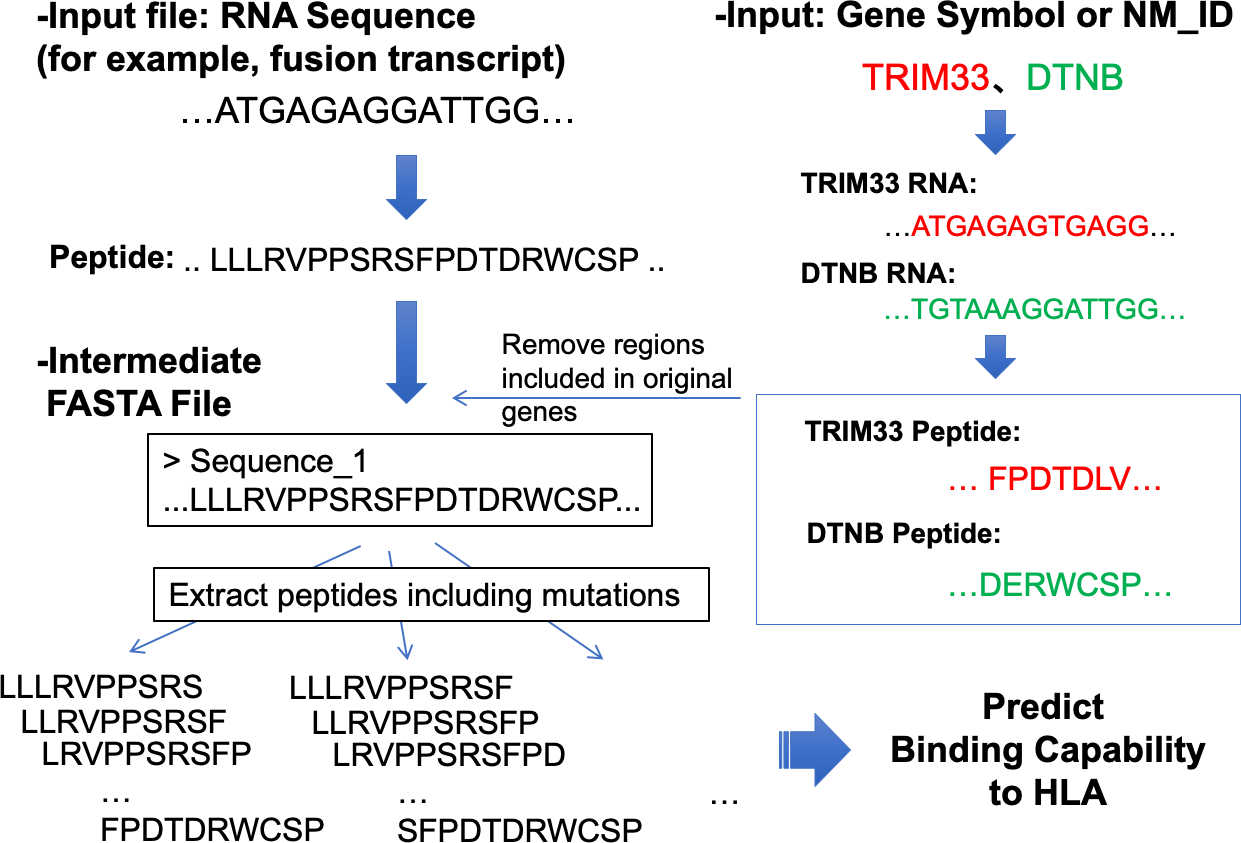 -Input file: RNA Sequence
(for example, fusion transcript)
…ATGAGAGGATTGG…
Peptide: .. LLLRVPPSRSFPDTDRWCSP ..
-Intermediate
FASTA File
> Sequence_1
...LLLRVPPSRSFPDTDRWCSP...
Extract peptides including mutations
LLLRVPPSRS
LLRVPPSRSF
LRVPPSRSFP
…
FPDTDRWCSP
LLLRVPPSRSF
LLRVPPSRSFP
LRVPPSRSFPD
…
SFPDTDRWCSP
…
-Input: Gene Symbol or NM_ID
TRIM33、DTNB
TRIM33 RNA:
…ATGAGAGTGAGG…
DTNB RNA:
…TGTAAAGGATTGG…
Remove regions
included in original
genes
TRIM33 Peptide:
… FPDTDLV…
DTNB Peptide:
…DERWCSP…
Predict
Binding Capability
to HLA